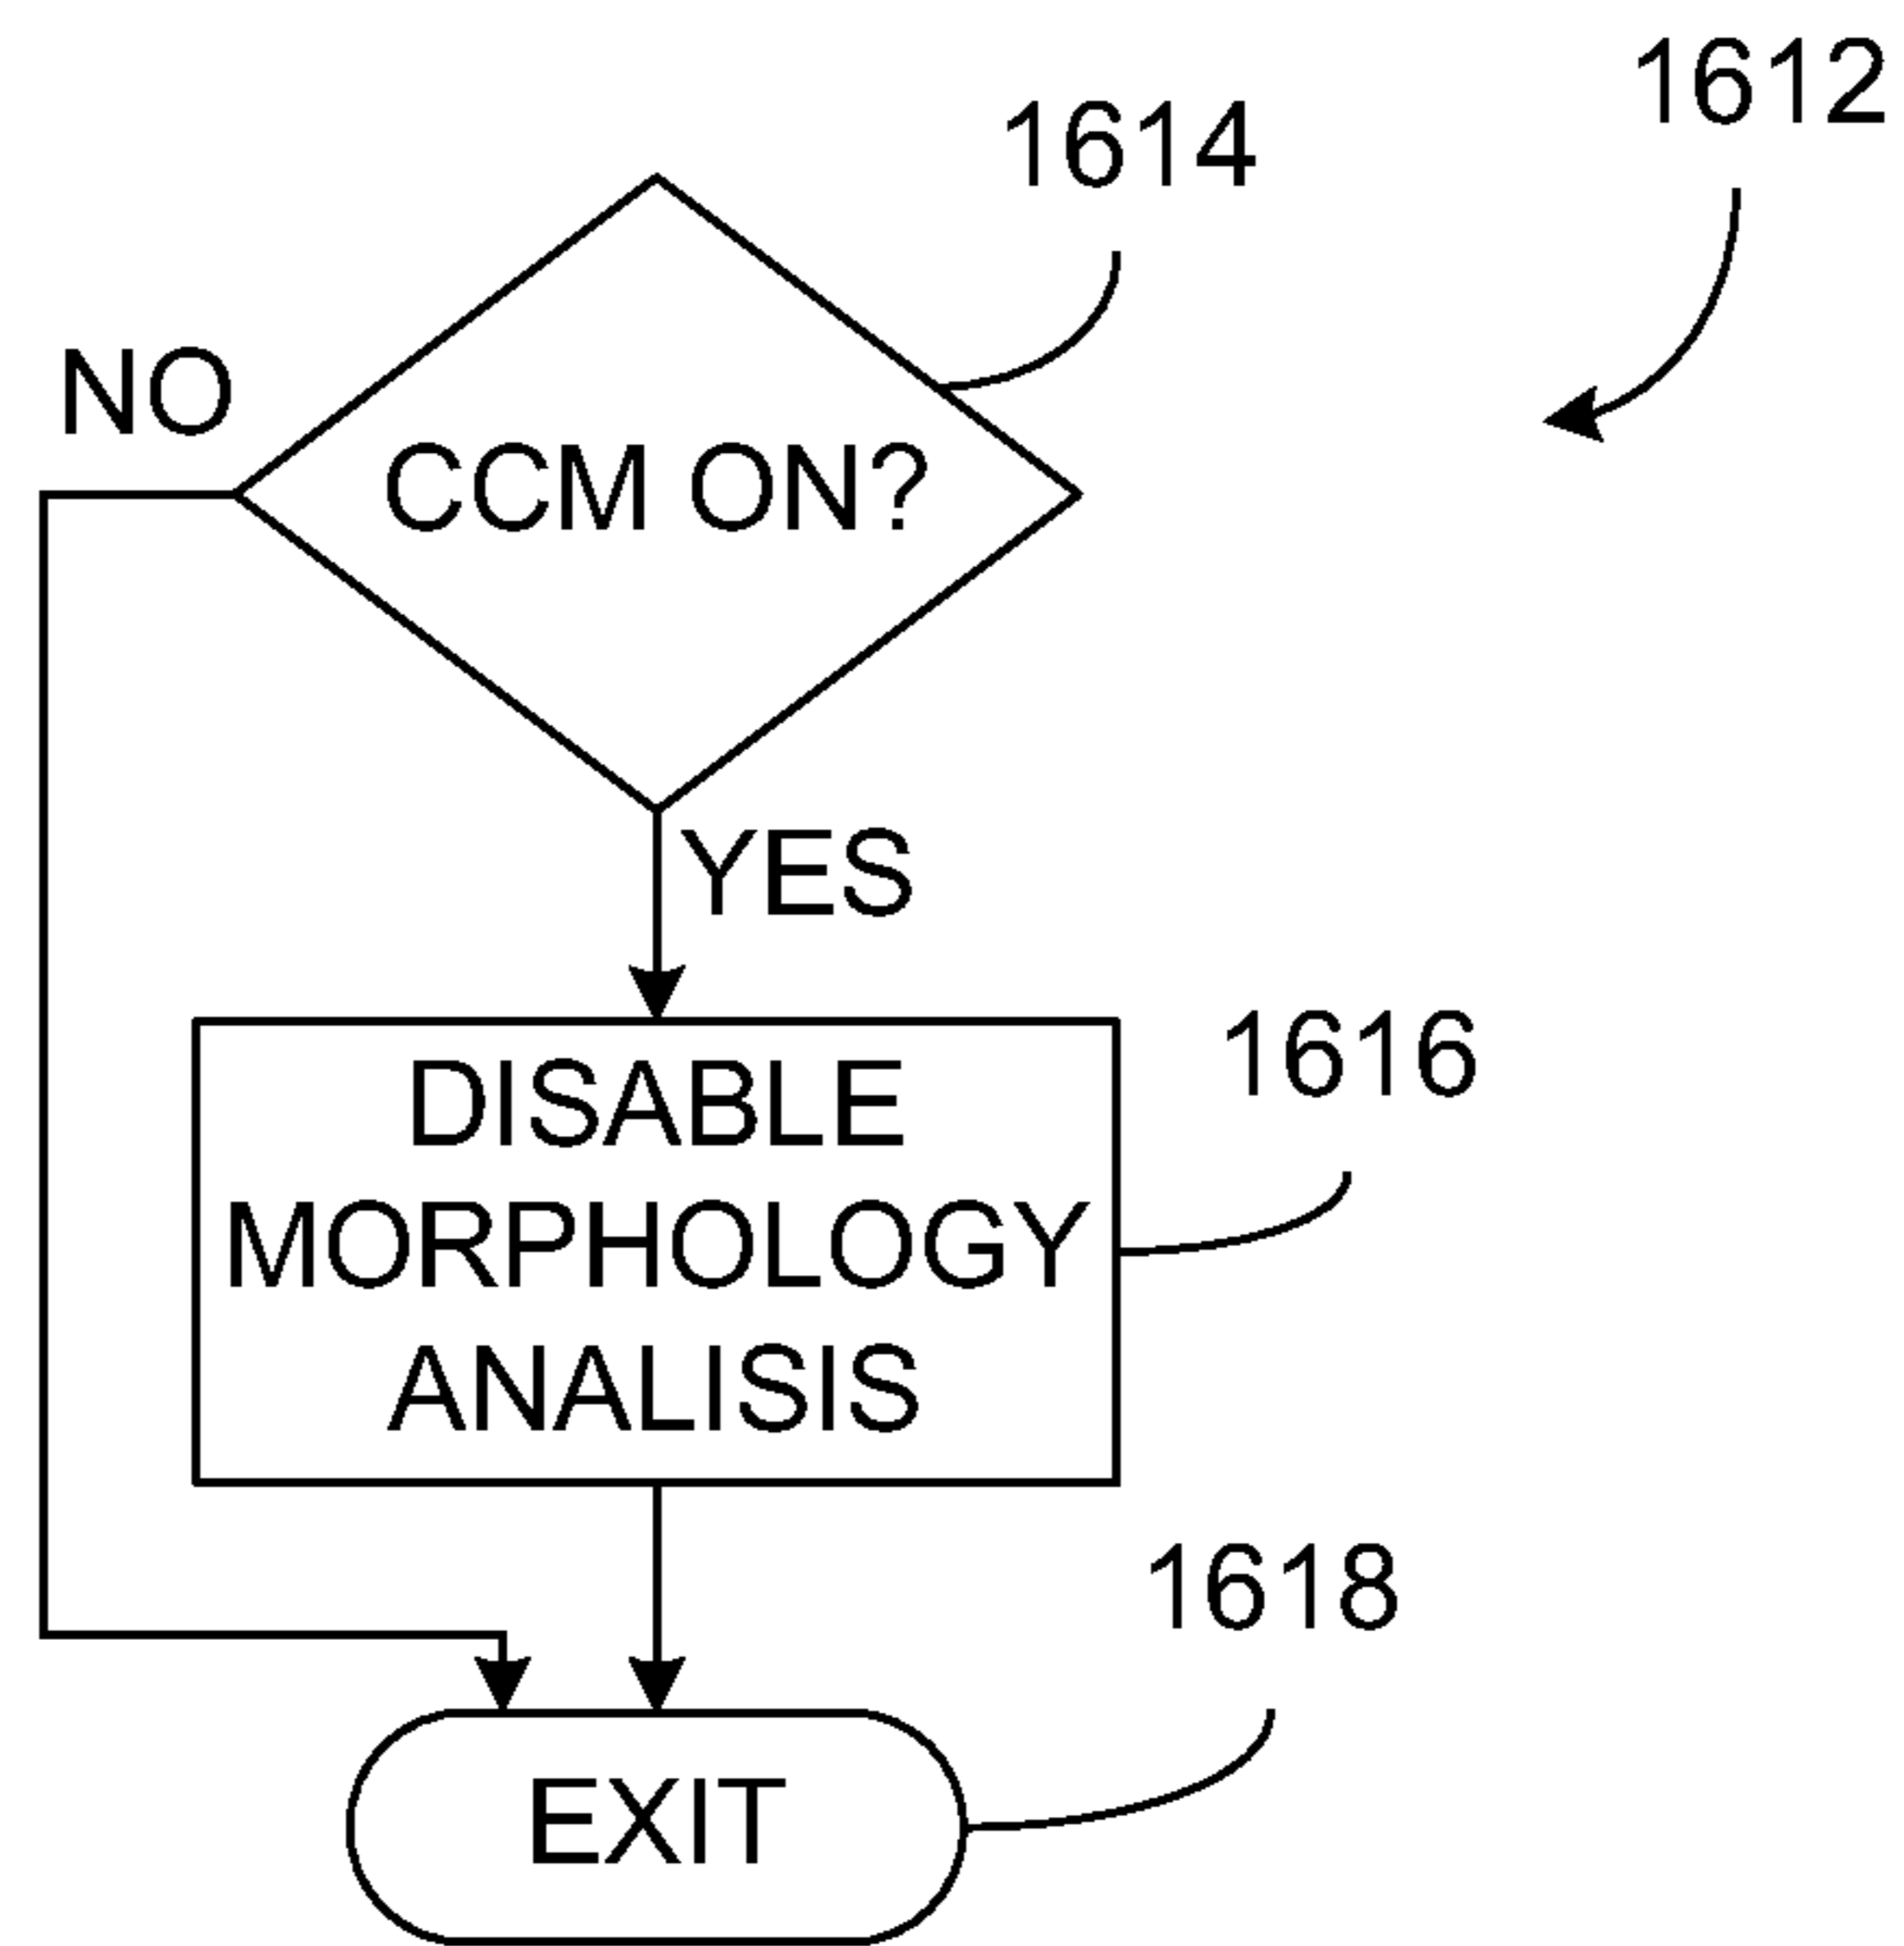 1612
1614
NO
CCM ON?
YES
DISABLE
MORPHOLOGY
ANALISIS
1616
1618
EXIT